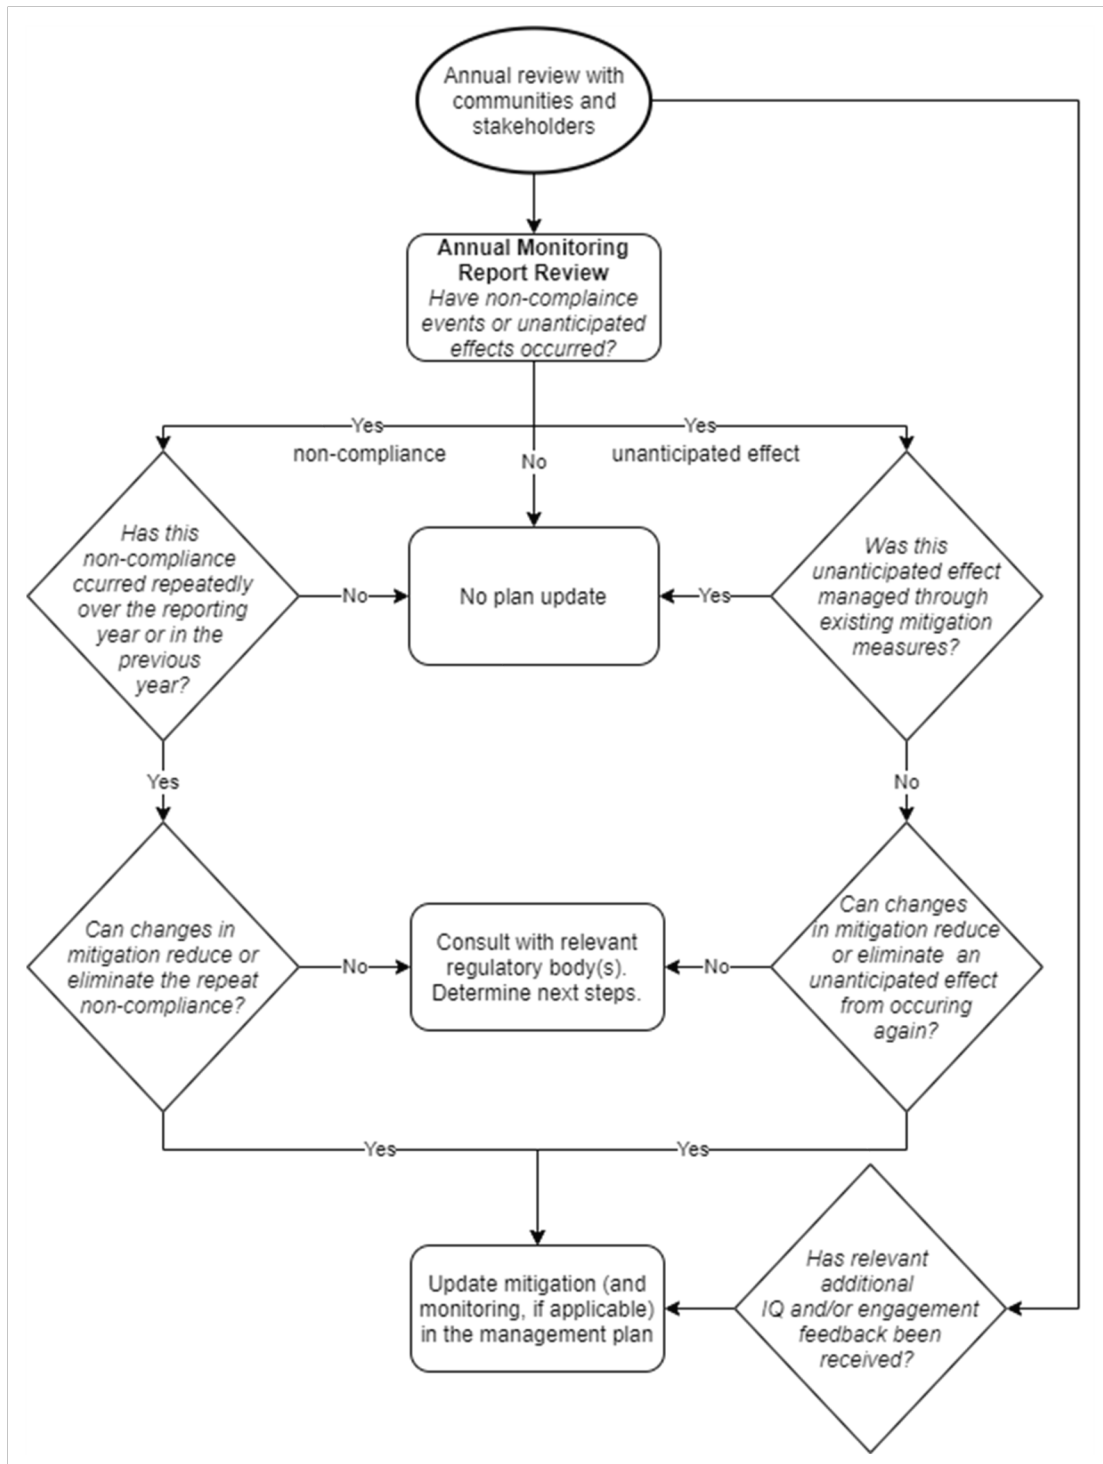 Annual review with
communities and
stakeholders
Annual Monitoring
Report Review
Have non-complaince
events or unanticipated
effects occurred?
Yes
non-compliance
No
Yes
unanticipated effect
Has this
non-compliance
ccurred repeatedly
over the reporting
year or in the
previous
year?
No
No plan update
Yes
Was this
unanticipated effect
managed through
existing mitigation
measures?
Yes
No
Can changes in
mitigation reduce or
eliminate the repeat
non-compliance?
No
Consult with relevant
regulatory body(s).
Determine next steps.
No
Can changes
in mitigation reduce
or eliminate an
unanticipated effect
from occuring
again?
Yes
Yes
Update mitigation (and
monitoring, if applicable)
in the management plan
Has relevant
additional
IQ and/or engagement
feedback been
received?